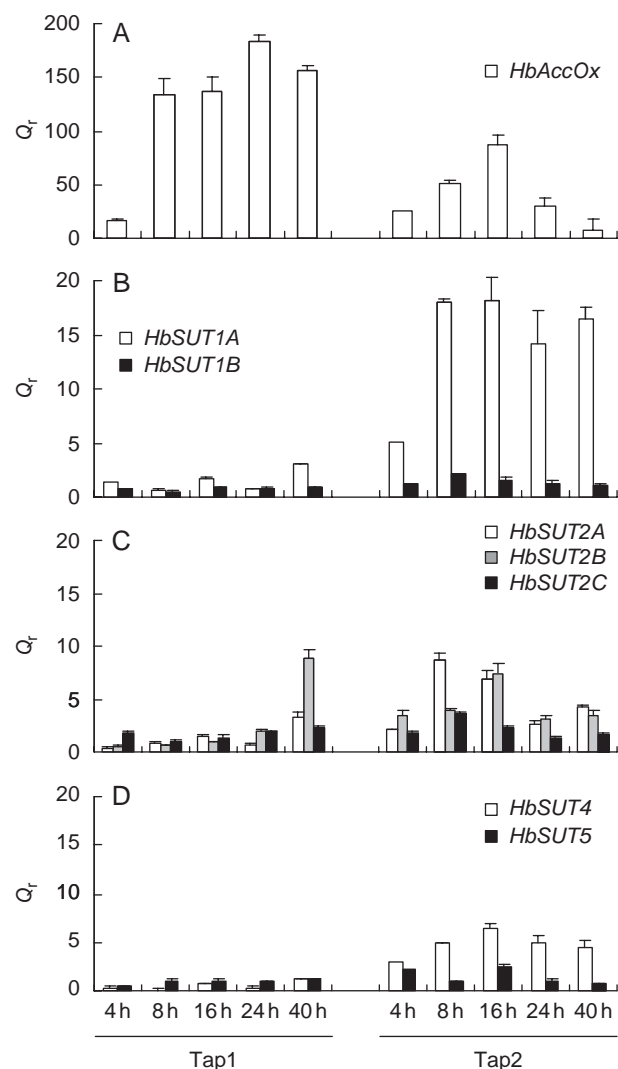 A
200
150
100
50
0
Qr
HbAccOx
B
20
15
10
5
0
Qr
HbSUT1A
HbSUT1B
C
20
15
10
5
0
Qr
HbSUT2A
HbSUT2B
HbSUT2C
D
20
15
10
5
0
Qr
HbSUT4
HbSUT5
4 h 8 h 16 h 24 h 40 h 4 h 8 h 16 h 24 h 40 h
Tap1 Tap2